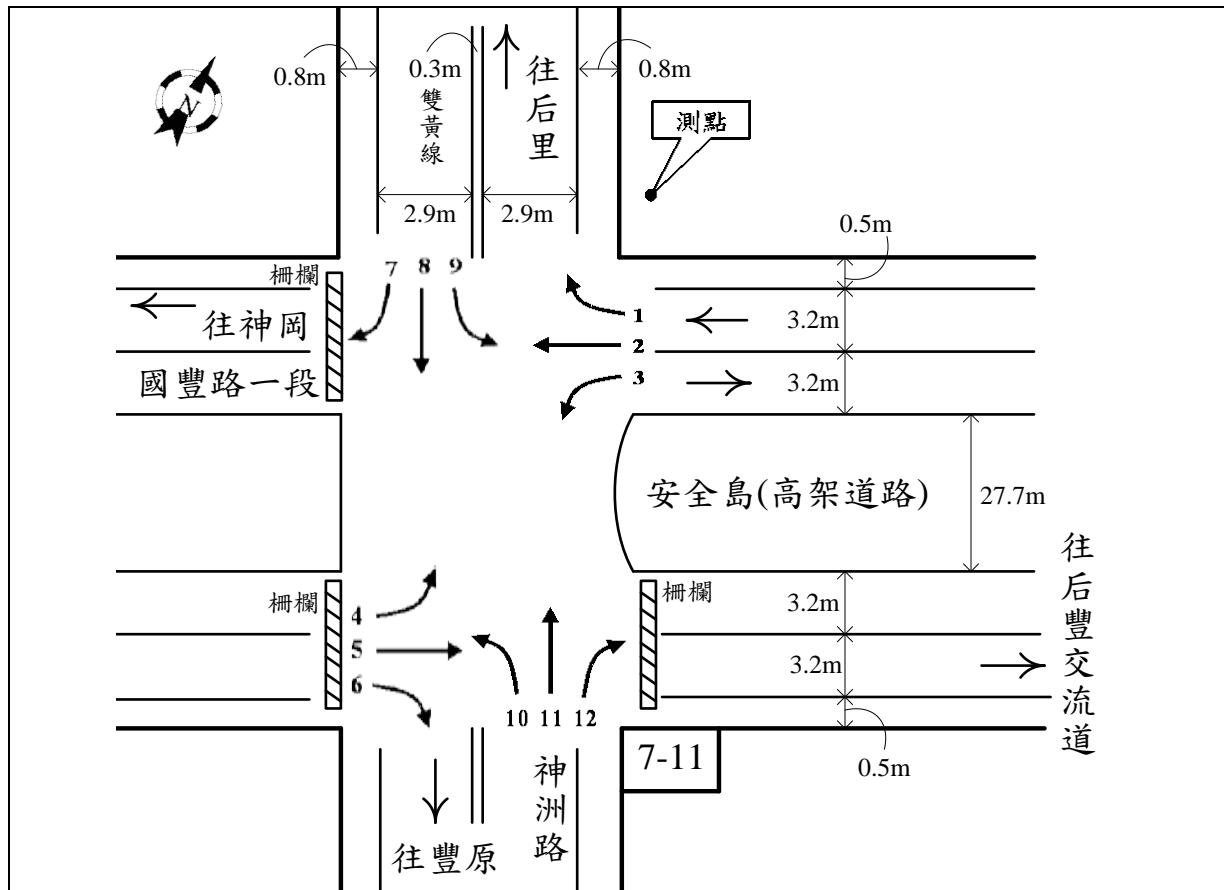 0.8m
0.3m
0.8m
雙黃線
往后里
N
測點
2.9m
2.9m
0.5m
柵欄
7 8 9
往神岡
1
3.2m
2
國豐路一段
3
3.2m
安全島(高架道路)
27.7m
往后豐交流道
柵欄
4
柵欄
3.2m
5
3.2m
6
10 11 12
7-11
0.5m
神洲路
往豐原